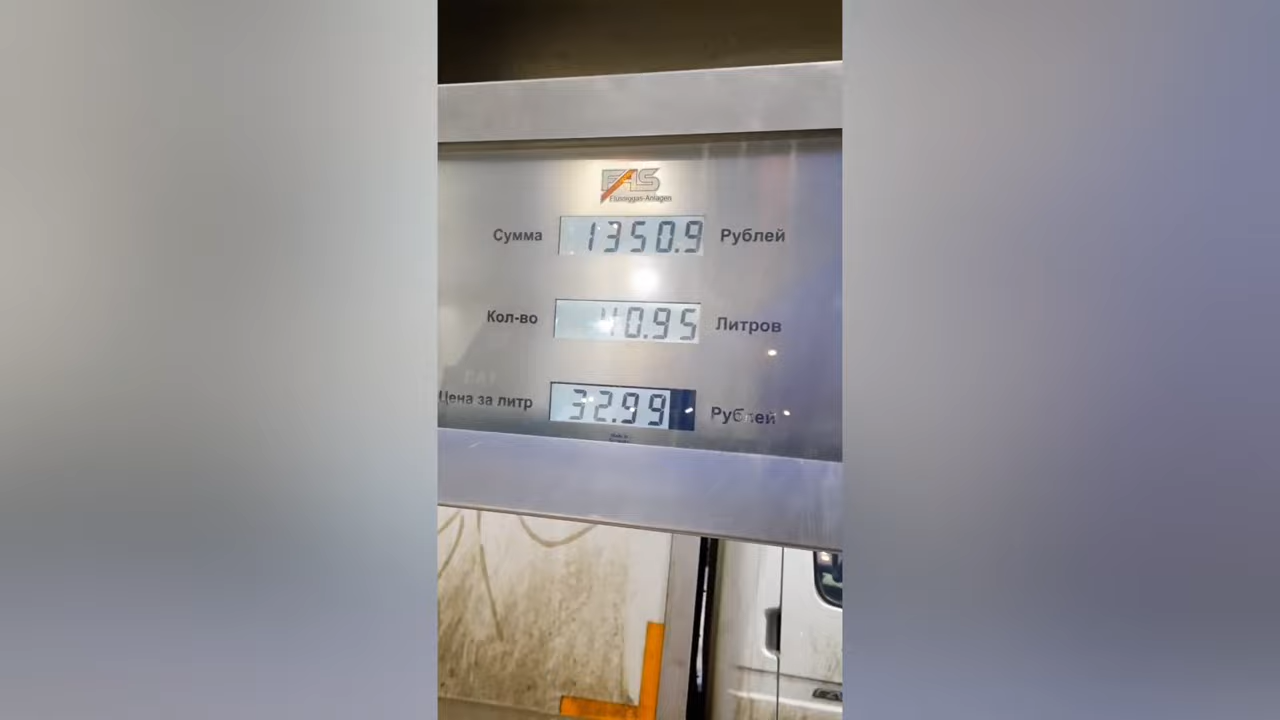 FAS
Flüssiggas-Anlagen
Сумма 1350.9 Рублей
Кол-во 40.95 Литров
Цена за литр 32.99 Рублей